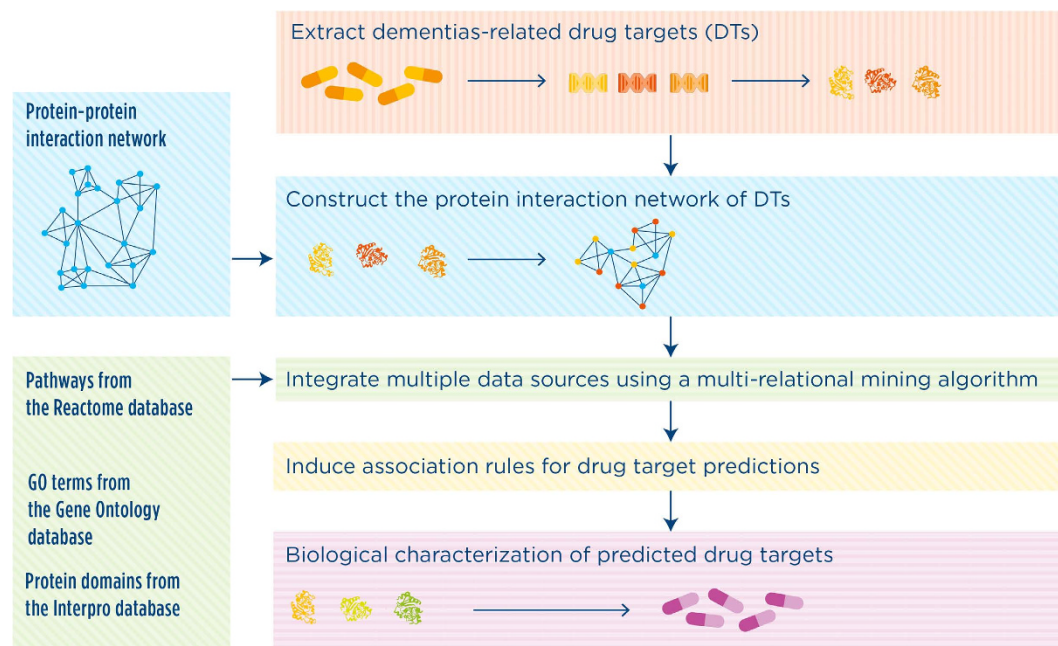 Extract dementias-related drug targets (DTs)
Protein-protein
interaction network
Construct the protein interaction network of DTs
Pathways from
the Reactome database
Integrate multiple data sources using a multi-relational mining algorithm
Induce association rules for drug target predictions
GO terms from
the Gene Ontology
database
Biological characterization of predicted drug targets
Protein domains from
the Interpro database